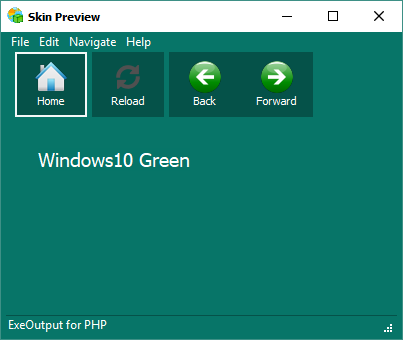 Skin Preview
File Edit Navigate Help
Home Reload Back Forward
Windows10 Green
ExeOutput for PHP